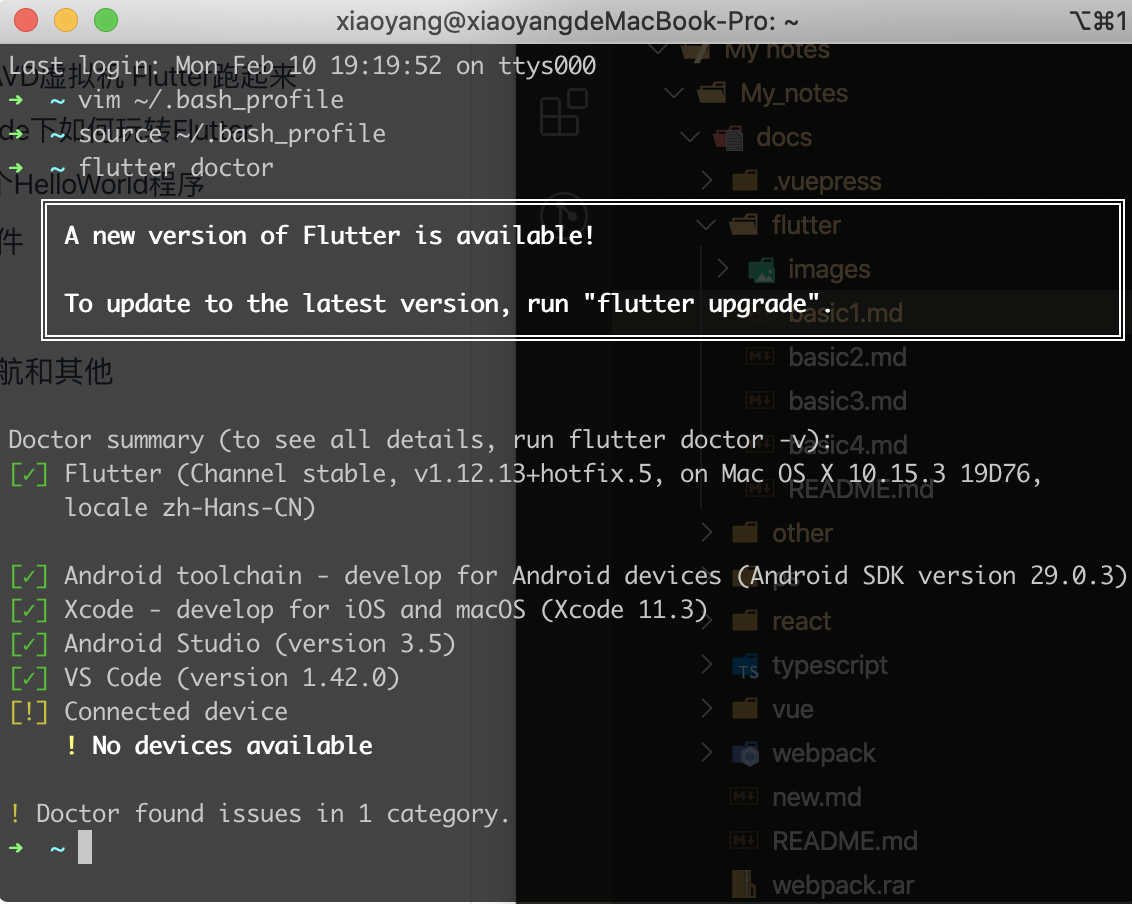 xiaoyang@xiaoyangdeMacBook-Pro: ~
⌥⌘1
Last login: Mon Feb 10 19:19:52 on ttys000
➜ ~ vim ~/.bash_profile
➜ ~ source ~/.bash_profile
➜ ~ flutter doctor
A new version of Flutter is available!
To update to the latest version, run "flutter upgrade".
Doctor summary (to see all details, run flutter doctor -v):
[✓] Flutter (Channel stable, v1.12.13+hotfix.5, on Mac OS X 10.15.3 19D76,
locale zh-Hans-CN)
[✓] Android toolchain - develop for Android devices (Android SDK version 29.0.3)
[✓] Xcode - develop for iOS and macOS (Xcode 11.3)
[✓] Android Studio (version 3.5)
[✓] VS Code (version 1.42.0)
[!] Connected device
! No devices available
! Doctor found issues in 1 category.
➜ ~
AVD虚拟机 Flutter跑起来
de下如何玩转Flutter
个HelloWorld程序
件
航和其他
My notes
My_notes
docs
.vuepress
flutter
images
basic1.md
basic2.md
basic3.md
basic4.md
README.md
other
ps
react
typescript
vue
webpack
new.md
README.md
webpack.rar